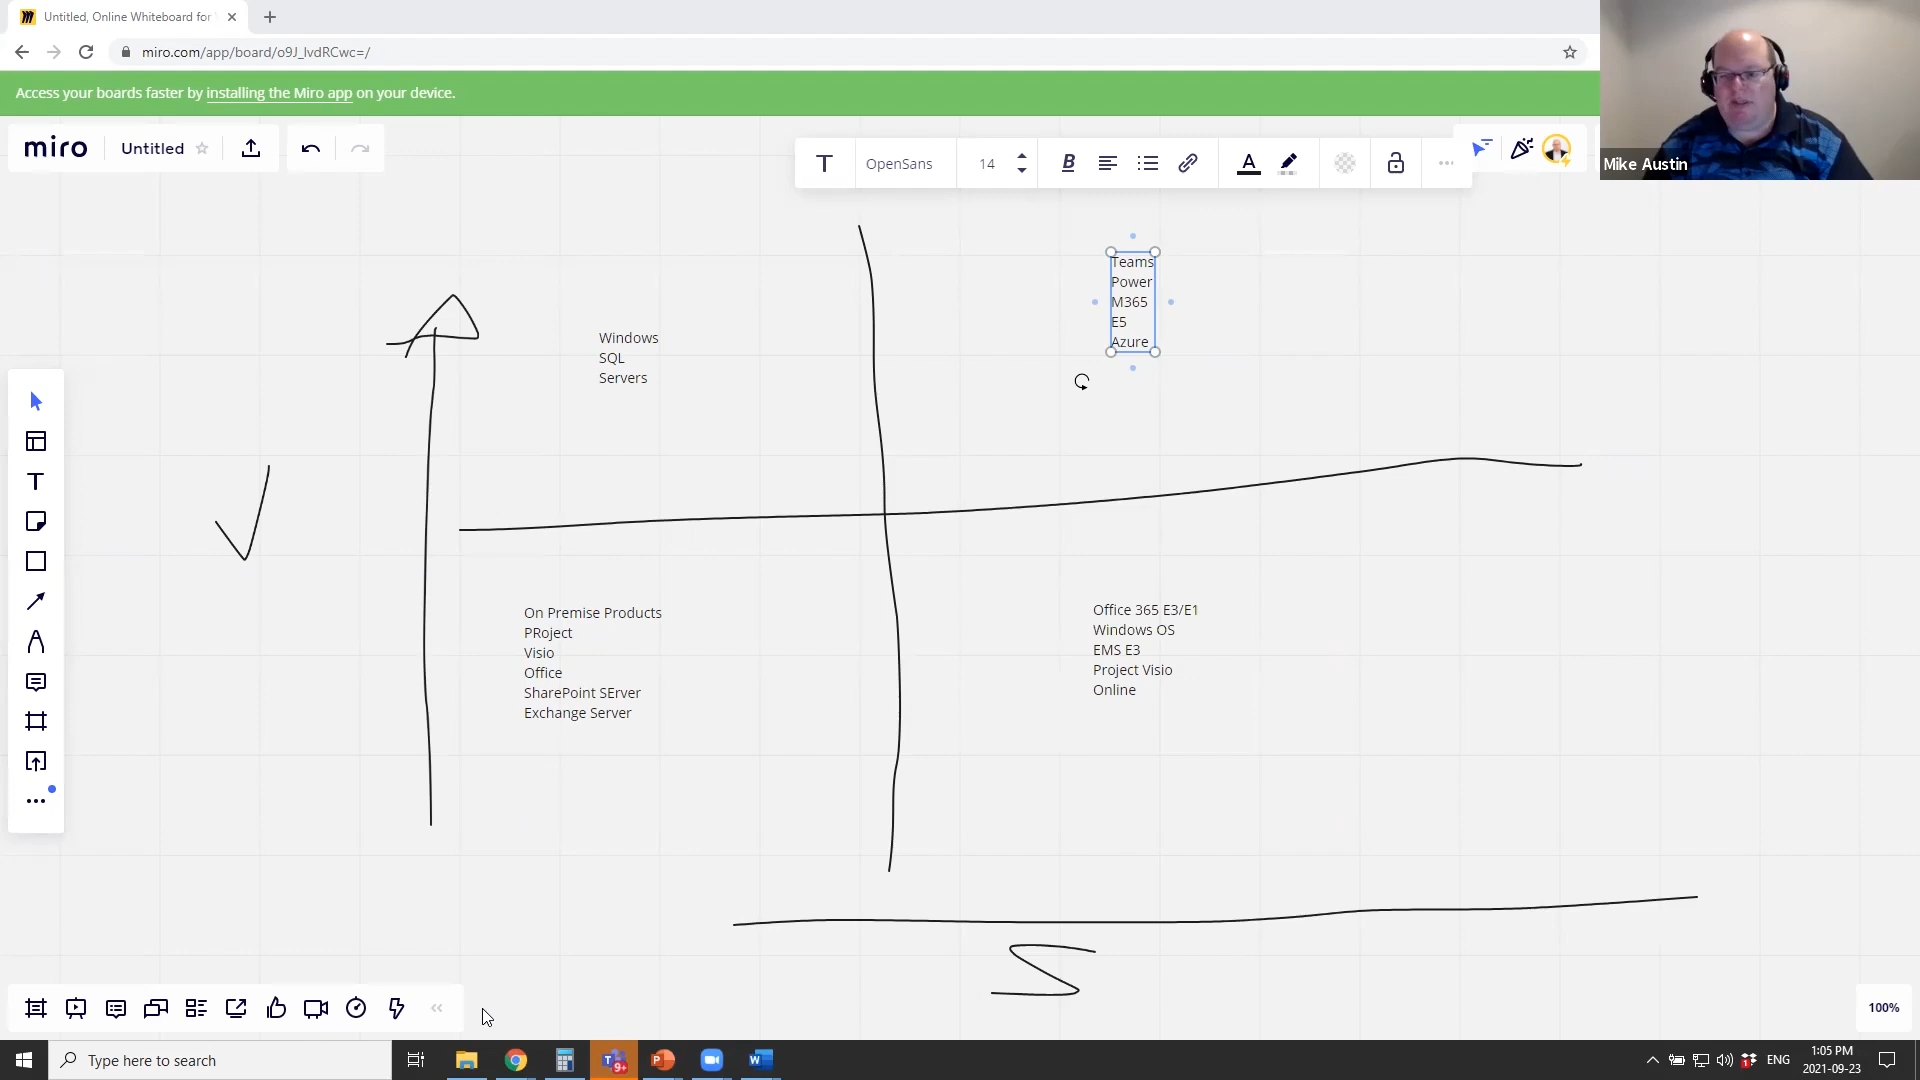 Untitled, Online Whiteboard for
miro.com/app/board/o9J_lvdRCwc=/
Access your boards faster by installing the Miro app on your device.
miro
Untitled
OpenSans
14
B
A
Mike Austin
Teams
Power
M365
E5
Azure
Windows
SQL
Servers
V
On Premise Products
PRoject
Visio
Office
SharePoint SErver
Exchange Server
Office 365 E3/E1
Windows OS
EMS E3
Project Visio
Online
S
100%
Type here to search
9+
ENG
1:05 PM
2021-09-23